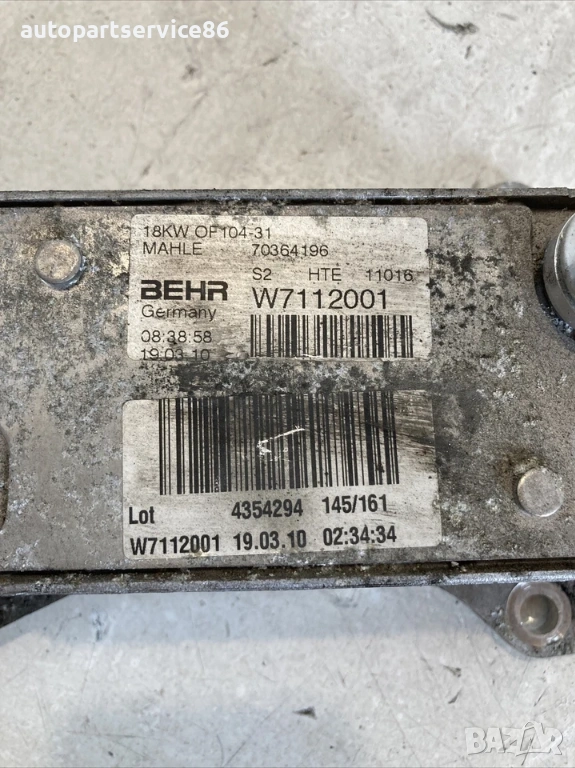 autopartservice86
18KW OF104-31
MAHLE 70364196
S2 HTE 11016
BEHR W7112001
Germany
08:38:58
19.03.10
Lot 4354294 145/161
W7112001 19.03.10 02:34:34
BAZAR